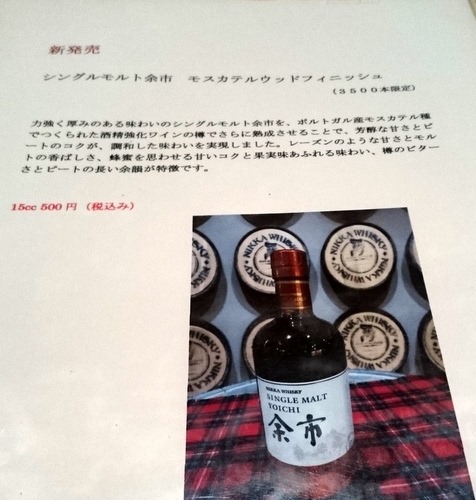 新発売
シングルモルト余市　モスカテルウッドフィニッシュ
（3500本限定）
力強く厚みのある味わいのシングルモルト余市を、ポルトガル産モスカテル種
でつくられた酒精強化ワインの樽でさらに熟成させることで、芳醇な甘さとピ
ートのコクが、調和した味わいを実現しました。レーズンのような甘さとモル
トの香ばしさ、蜂蜜を思わせる甘いコクと果実味あふれる味わい、樽のビター
さとピートの長い余韻が特徴です。
15cc 500円（税込み）
NIKKA WHISKY
NIKKA WHISKY
NIKKA WHISKY
NIKKA WHISKY
SINGLE MALT
YOICHI
余市